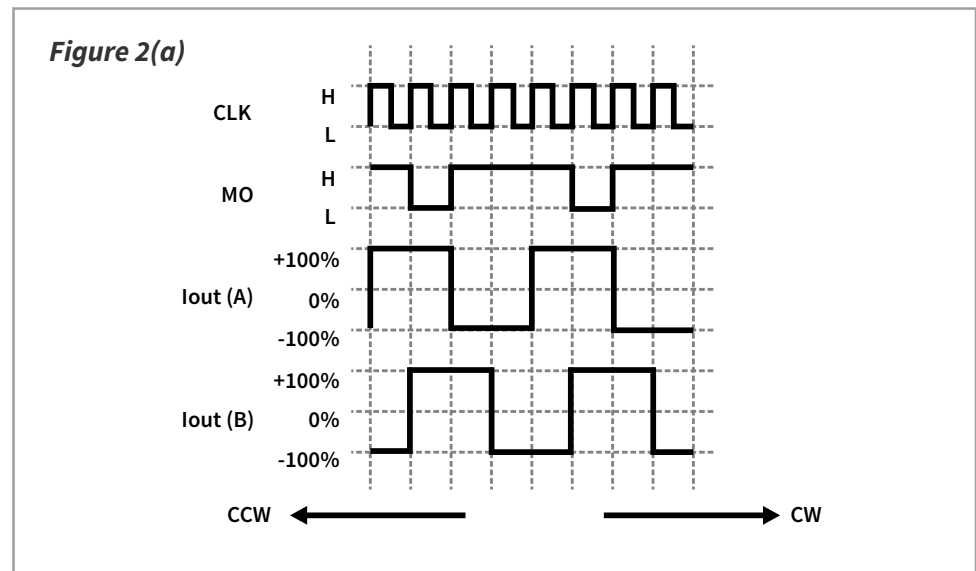 Figure 2(a)
CLK
H
L
MO
H
L
Iout (A)
+100%
0%
-100%
Iout (B)
+100%
0%
-100%
CCW
CW